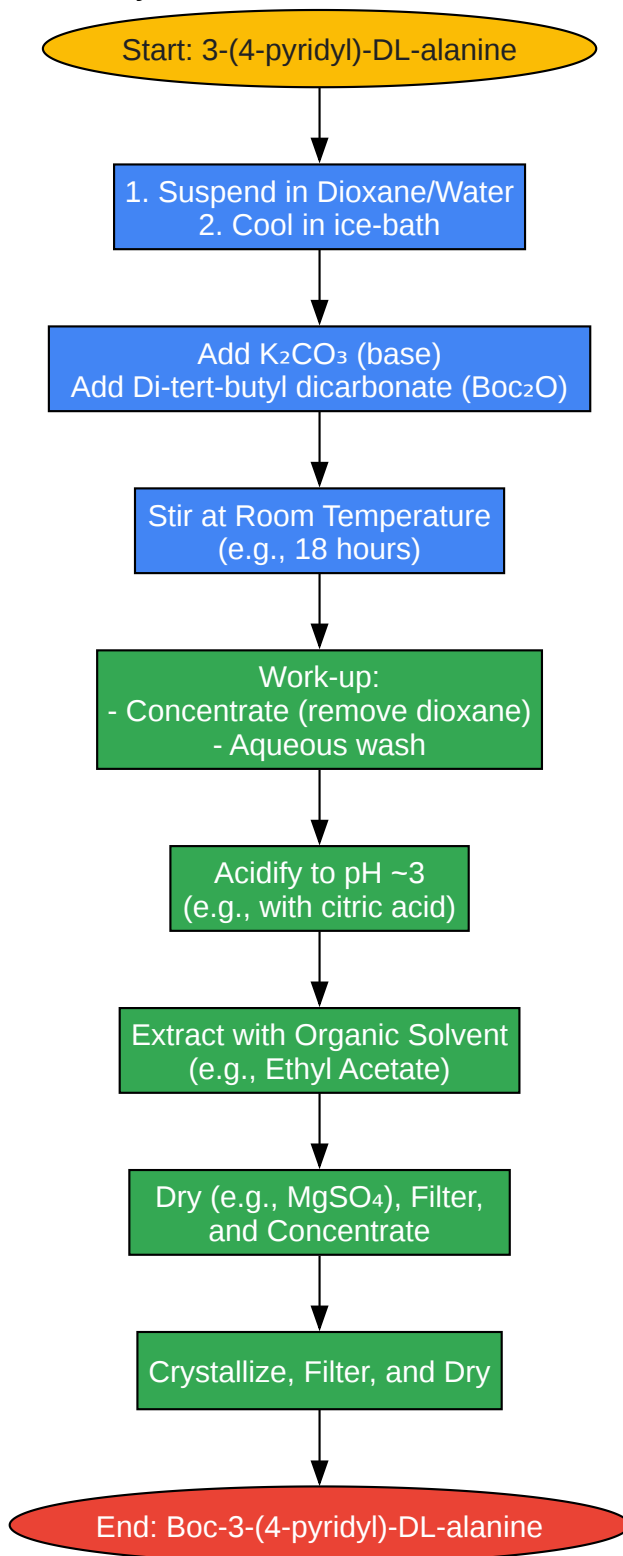 Start: 3-(4-pyridyl)-DL-alanine
1. Suspend in Dioxane/Water
2. Cool in ice-bath
Add K₂CO₃ (base)
Add Di-tert-butyl dicarbonate (Boc₂O)
Stir at Room Temperature
(e.g., 18 hours)
Work-up:
- Concentrate (remove dioxane)
- Aqueous wash
Acidify to pH ~3
(e.g., with citric acid)
Extract with Organic Solvent
(e.g., Ethyl Acetate)
Dry (e.g., MgSO₄), Filter,
and Concentrate
Crystallize, Filter, and Dry
End: Boc-3-(4-pyridyl)-DL-alanine